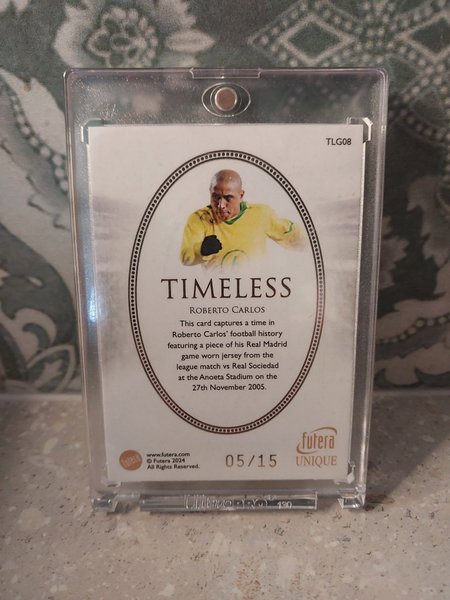 TLG08
TIMELESS
ROBERTO CARLOS
This card captures a time in
Roberto Carlos' football history
featuring a piece of his Real Madrid
game worn jersey from the
league match vs Real Sociedad
at the Anoeta Stadium on the
27th November 2005.
www.futera.com
© Futera 2024
All Rights Reserved.
05/15
futera
UNIQUE
130